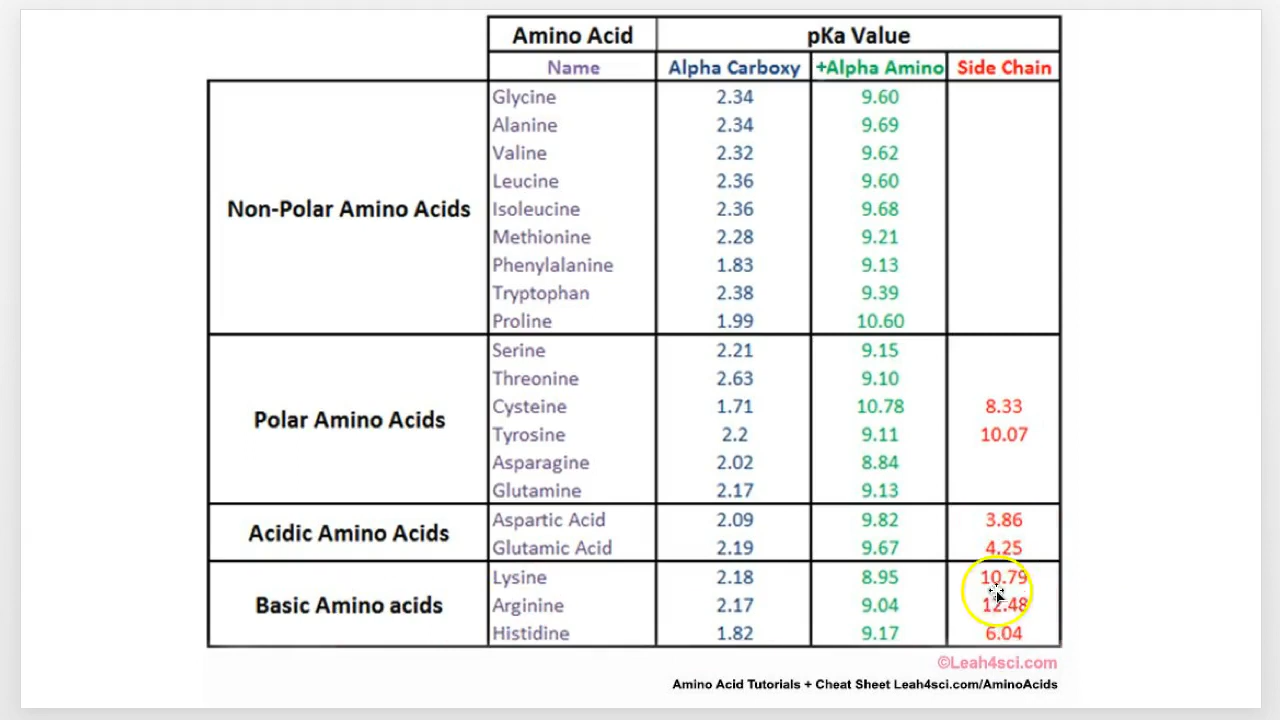 Amino Acid pKa Value
Name Alpha Carboxy +Alpha Amino Side Chain
Non-Polar Amino Acids
Glycine 2.34 9.60
Alanine 2.34 9.69
Valine 2.32 9.62
Leucine 2.36 9.60
Isoleucine 2.36 9.68
Methionine 2.28 9.21
Phenylalanine 1.83 9.13
Tryptophan 2.38 9.39
Proline 1.99 10.60
Polar Amino Acids
Serine 2.21 9.15
Threonine 2.63 9.10
Cysteine 1.71 10.78 8.33
Tyrosine 2.2 9.11 10.07
Asparagine 2.02 8.84
Glutamine 2.17 9.13
Acidic Amino Acids
Aspartic Acid 2.09 9.82 3.86
Glutamic Acid 2.19 9.67 4.25
Basic Amino acids
Lysine 2.18 8.95 10.79
Arginine 2.17 9.04 12.48
Histidine 1.82 9.17 6.04
©Leah4sci.com
Amino Acid Tutorials + Cheat Sheet Leah4sci.com/AminoAcids